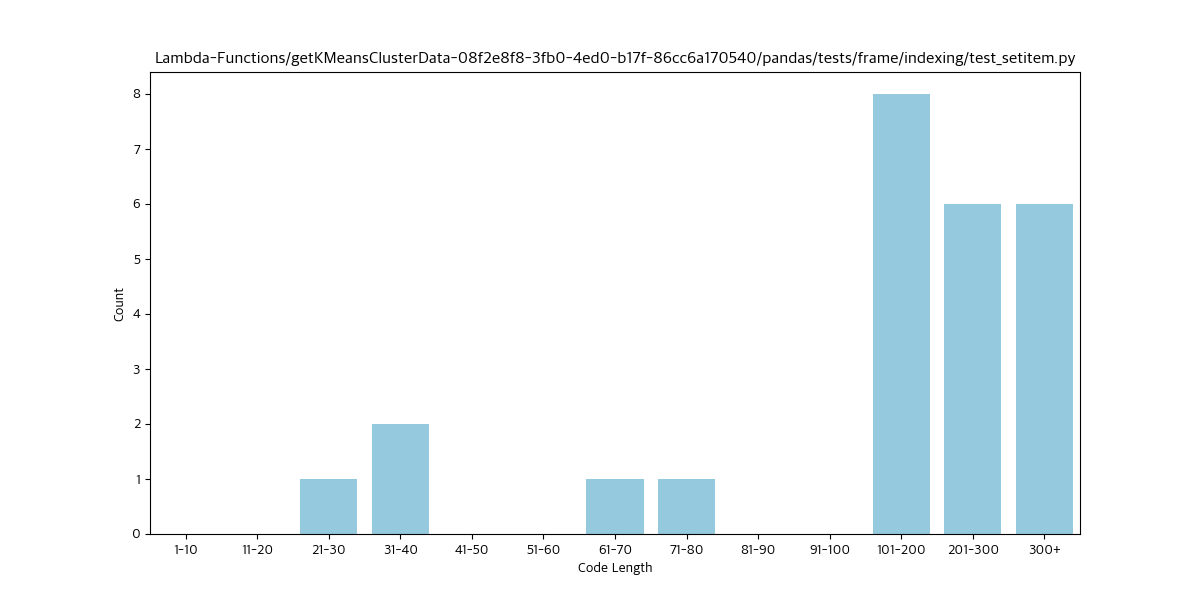 Lambda-Functions/getKMeansClusterData-08f2e8f8-3fb0-4ed0-b17f-86cc6a170540/pandas/tests/frame/indexing/test_setitem.py
8
7
6
5
4
3
2
1
0
Count
1-10 11-20 21-30 31-40 41-50 51-60 61-70 71-80 81-90 91-100 101-200 201-300 300+
Code Length